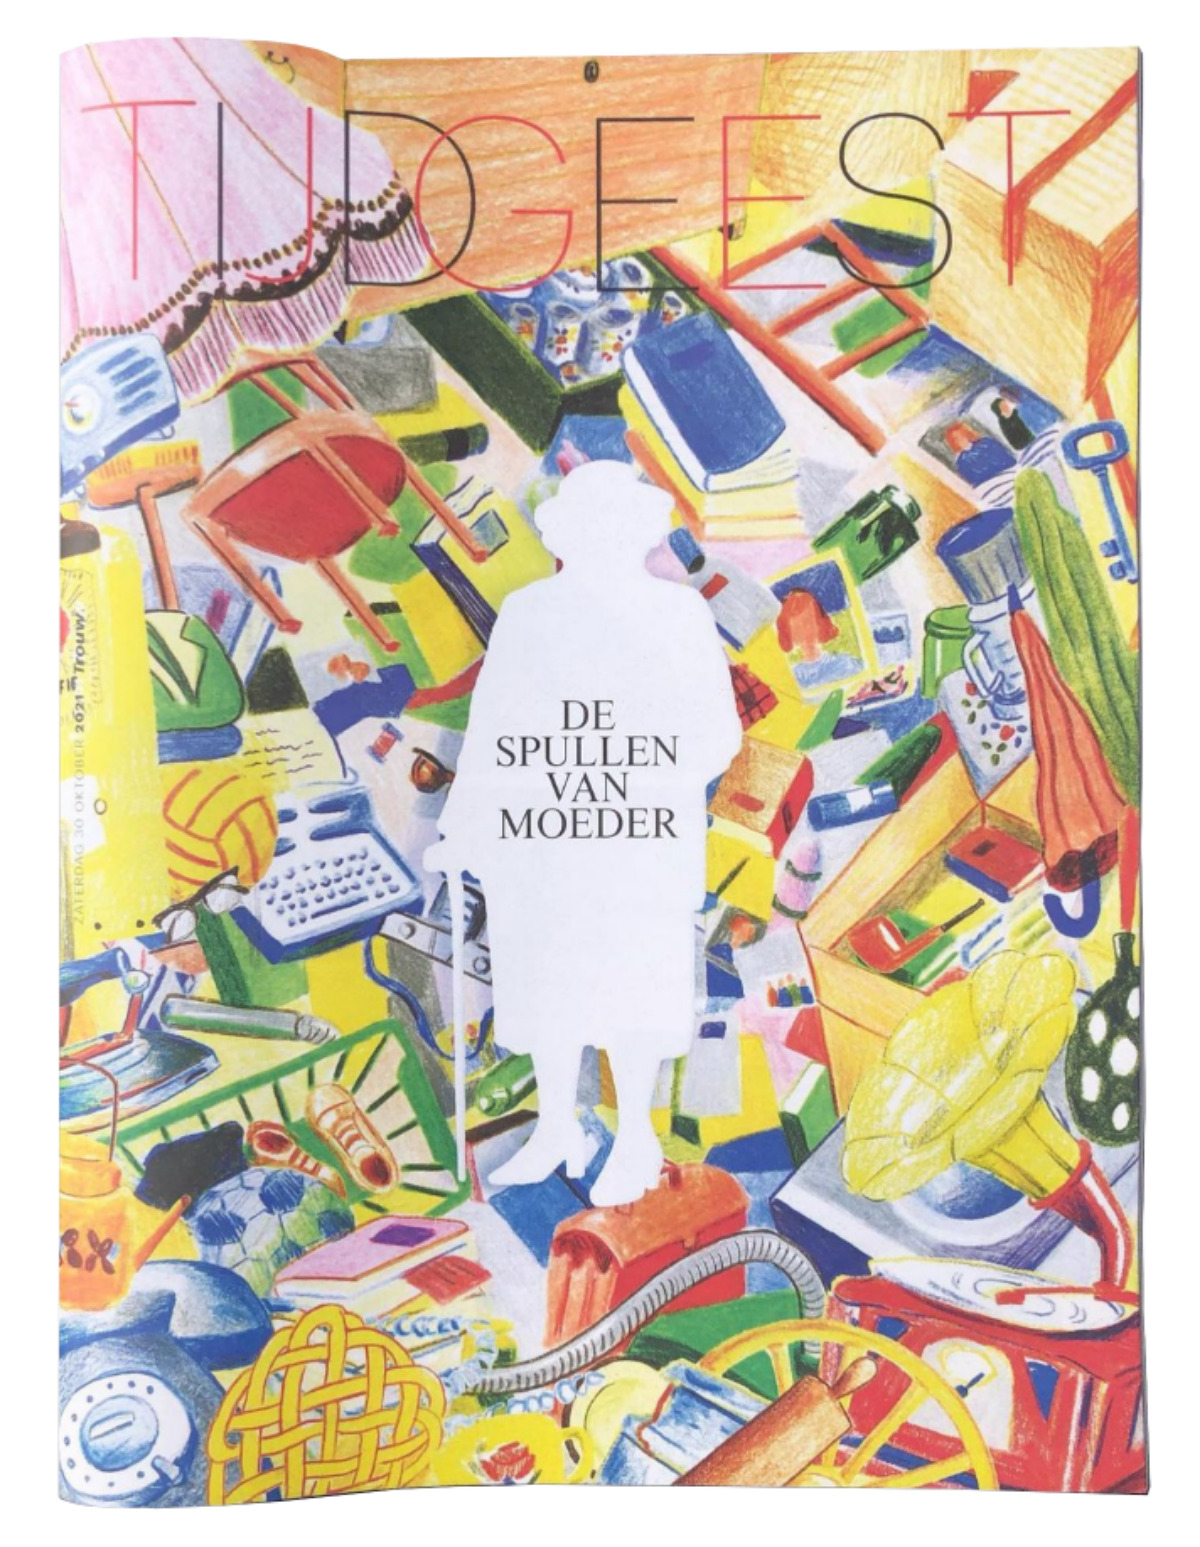 TIJDGEEST
DE
SPULLEN
VAN
MOEDER
ZATERDAG 30 OKTOBER 2021 Trouw